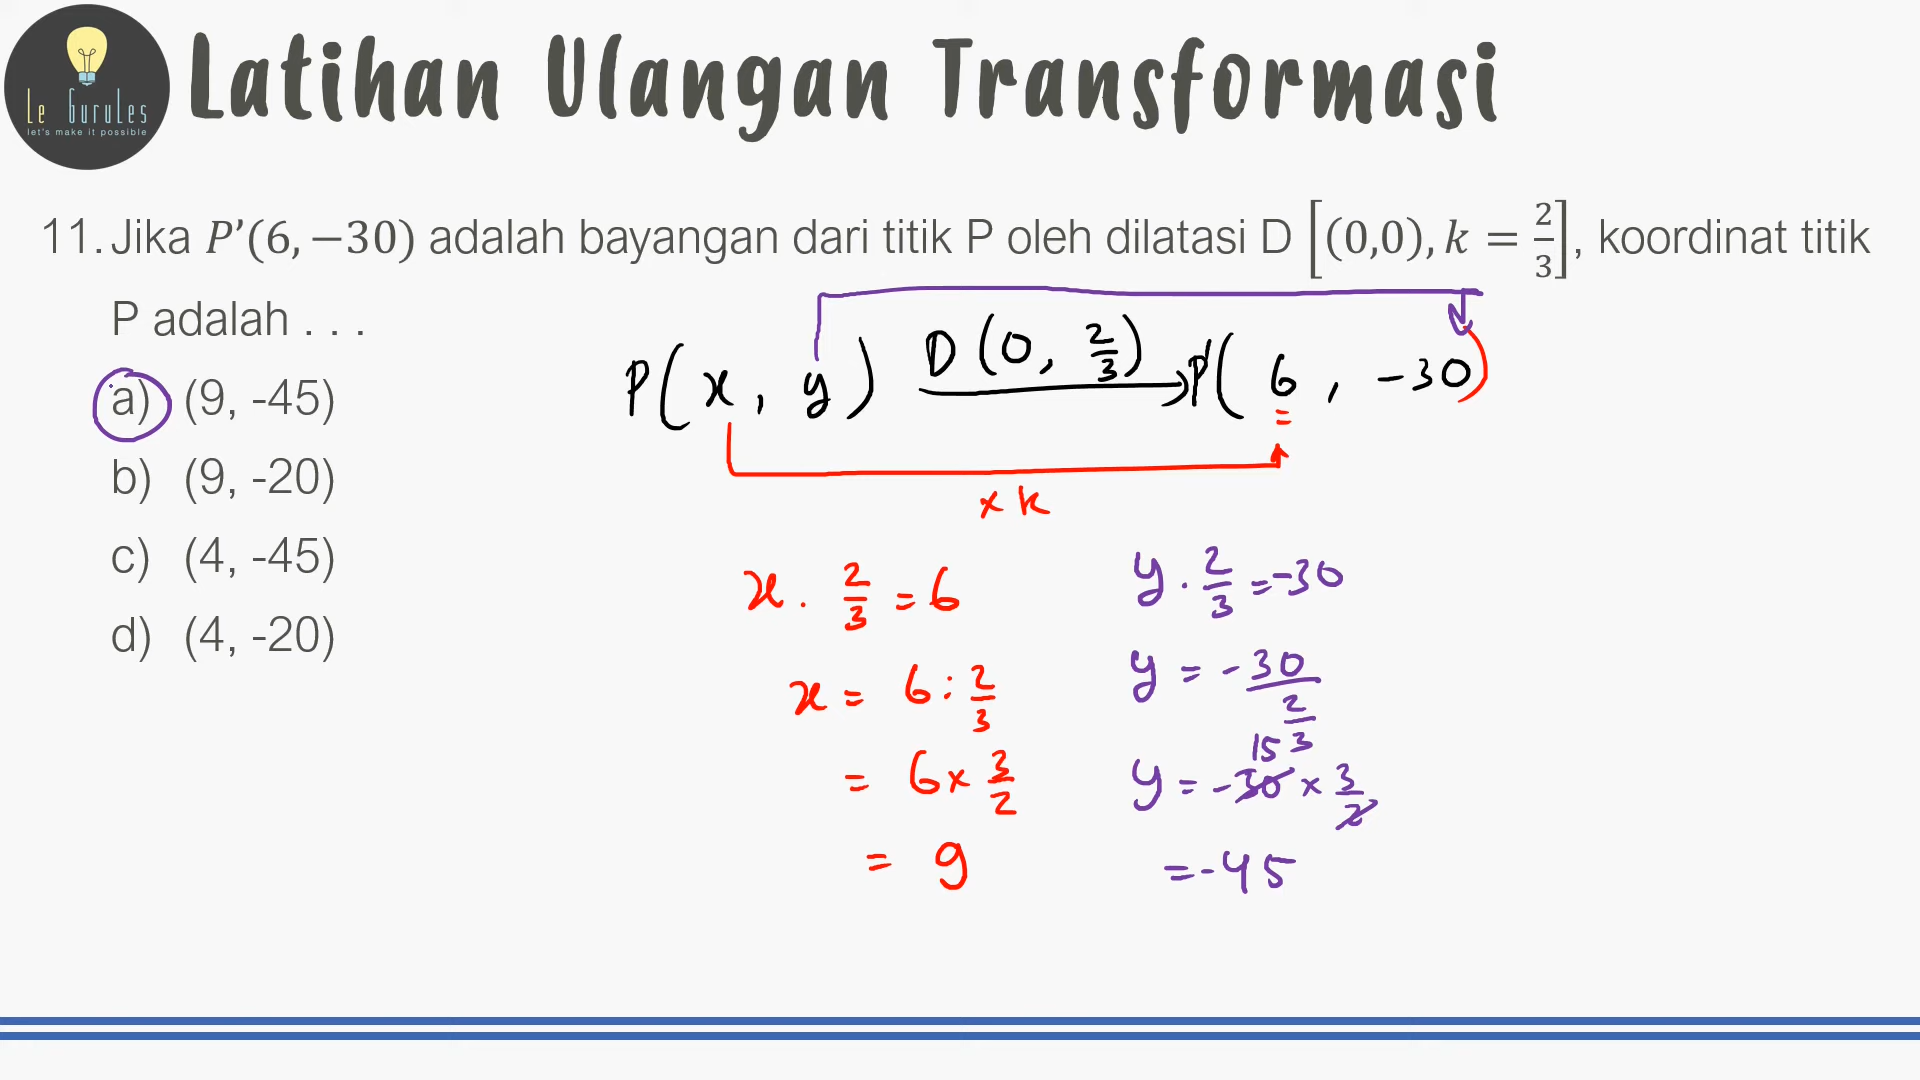 Le GuruLes
let's make it possible
Latihan Ulangan Transformasi
11. Jika P'(6, −30) adalah bayangan dari titik P oleh dilatasi D [(0,0), k = 2/3], koordinat titik
P adalah . . .
a) (9, -45)
b) (9, -20)
c) (4, -45)
d) (4, -20)
P(x, y) D(0, 2/3) P'(6, -30)
=
x k
x . 2/3 = 6
x = 6 : 2/3
= 6 x 3/2
= 9
y . 2/3 = -30
y = -30 / 2/3
15
y = -30 x 3/2
= -45